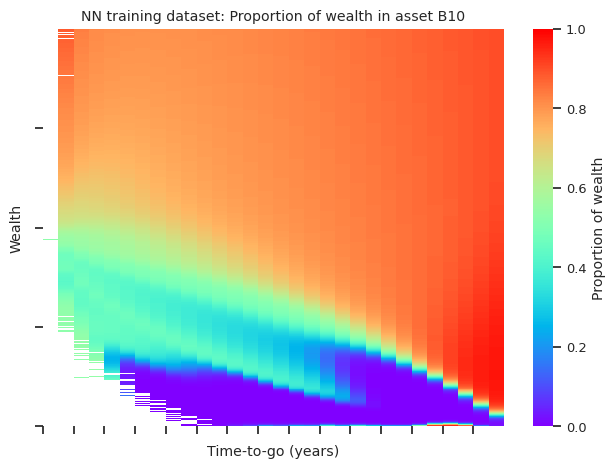 NN training dataset: Proportion of wealth in asset B10
Wealth
Time-to-go (years)
1.0
0.8
0.6
0.4
0.2
0.0
Proportion of wealth